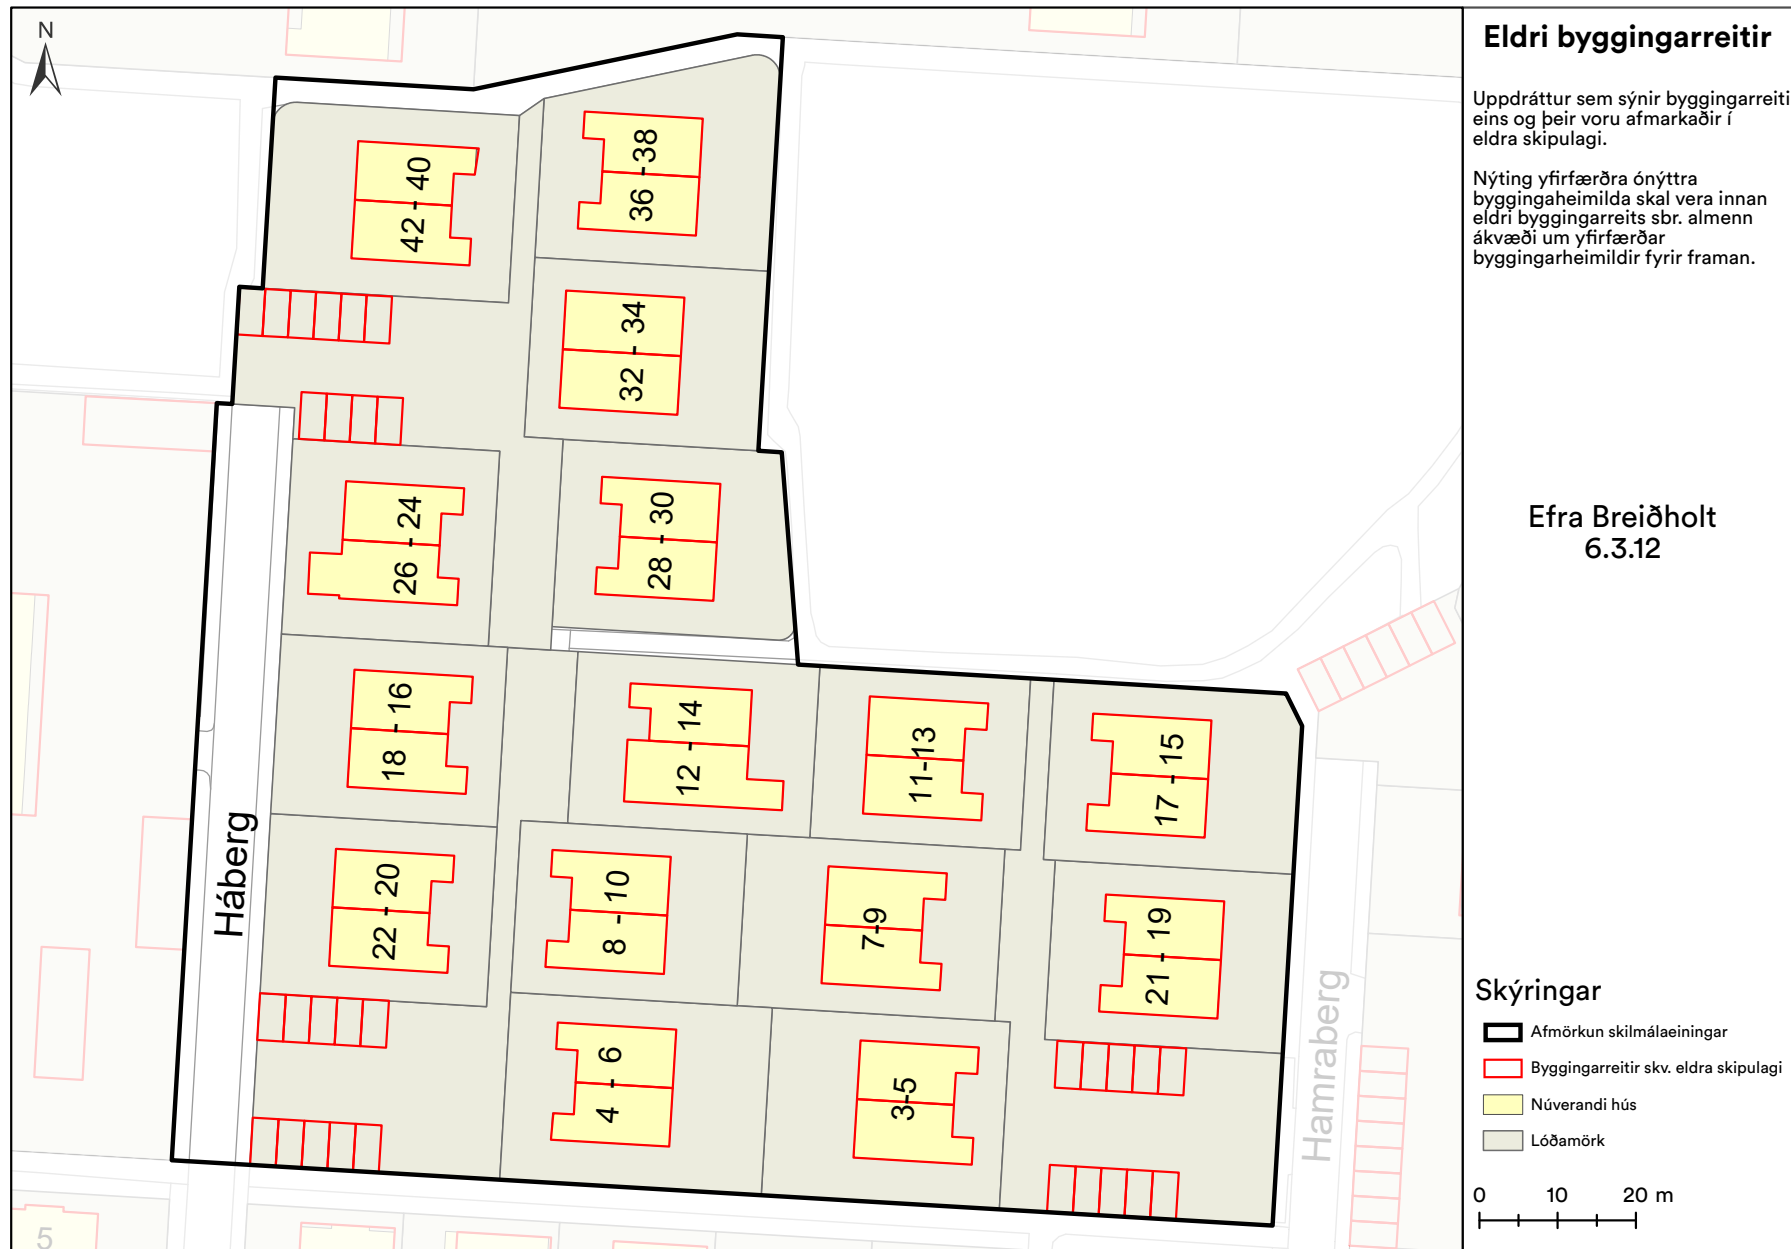 Eldri byggingarreitir
Uppdráttur sem sýnir byggingarreiti
eins og þeir voru afmarkaðir í
eldra skipulagi.
Nýting yfirfærðra ónýttra
byggingaheimilda skal vera innan
eldri byggingarreits sbr. almenn
ákvæði um yfirfærðar
byggingarheimildir fyrir framan.
Efra Breiðholt
6.3.12
Skýringar
Afmörkun skilmálaeiningar
Byggingarreitir skv. eldra skipulagi
Núverandi hús
Lóðamörk
0 10 20 m
N
42 - 40
36 - 38
32 - 34
26 - 24
28 - 30
18 - 16
12 - 14
11-13
17 - 15
22 - 20
8 - 10
7-9
21 - 19
4 - 6
3-5
Háberg
Hamraberg
5